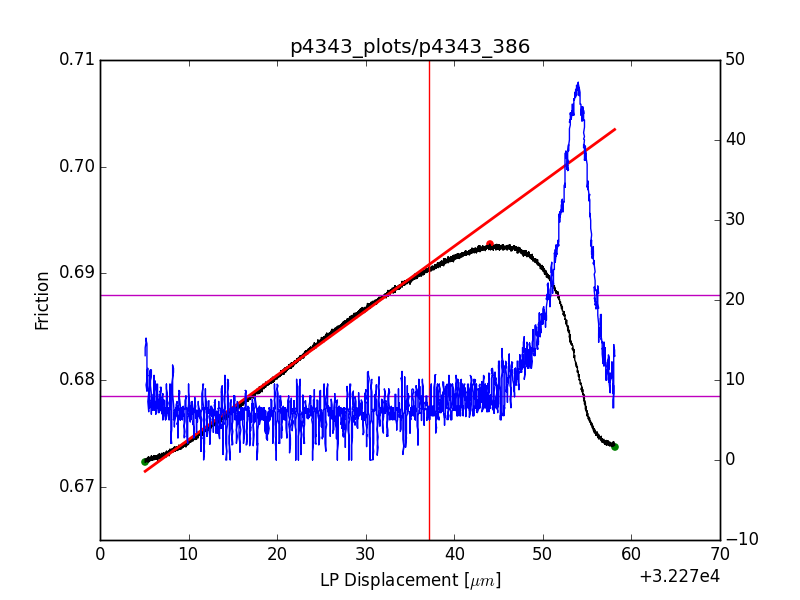 p4343_plots/p4343_386
0.71
0.70
0.69
0.68
0.67
Friction
50
40
30
20
10
0
−10
0 10 20 30 40 50 60 70
LP Displacement [μm]
+3.227e4